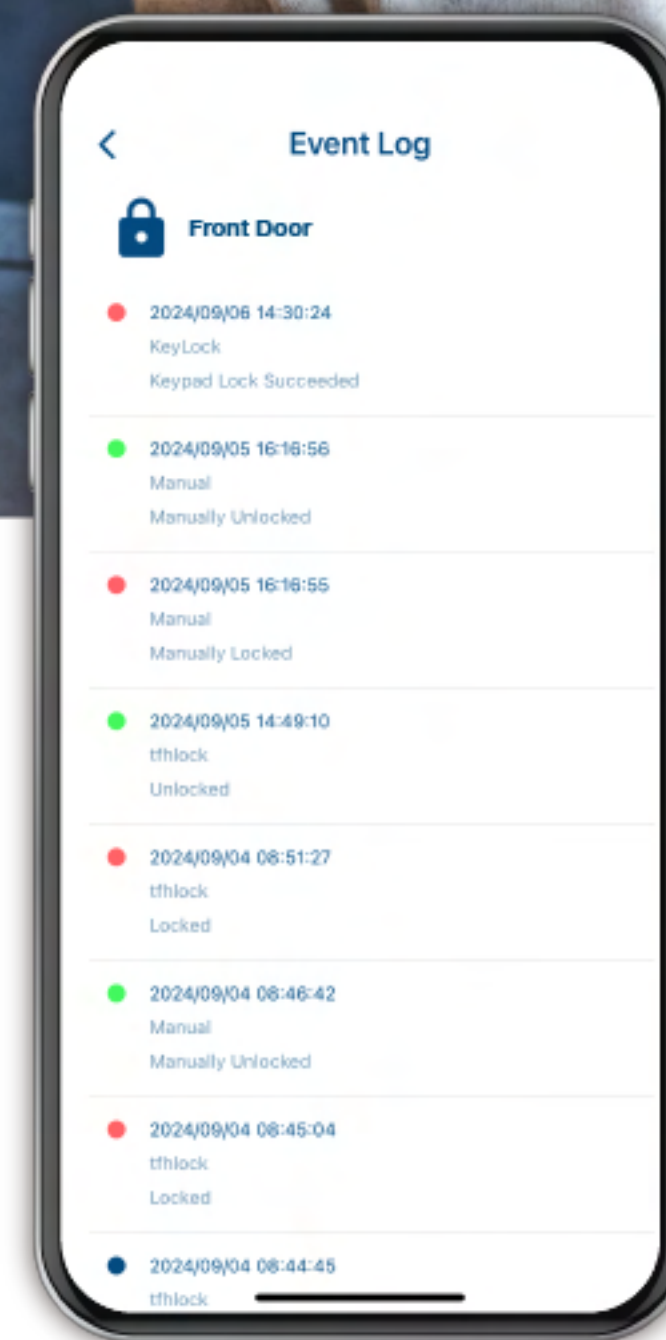 Event Log
Front Door
2024/09/06 14:30:24
KeyLock
Keypad Lock Succeeded
2024/09/05 16:16:56
Manual
Manually Unlocked
2024/09/05 16:16:55
Manual
Manually Locked
2024/09/05 14:49:10
tfhlock
Unlocked
2024/09/04 08:51:27
tfhlock
Locked
2024/09/04 08:46:42
Manual
Manually Unlocked
2024/09/04 08:45:04
tfhlock
Locked
2024/09/04 08:44:45
tfhlock